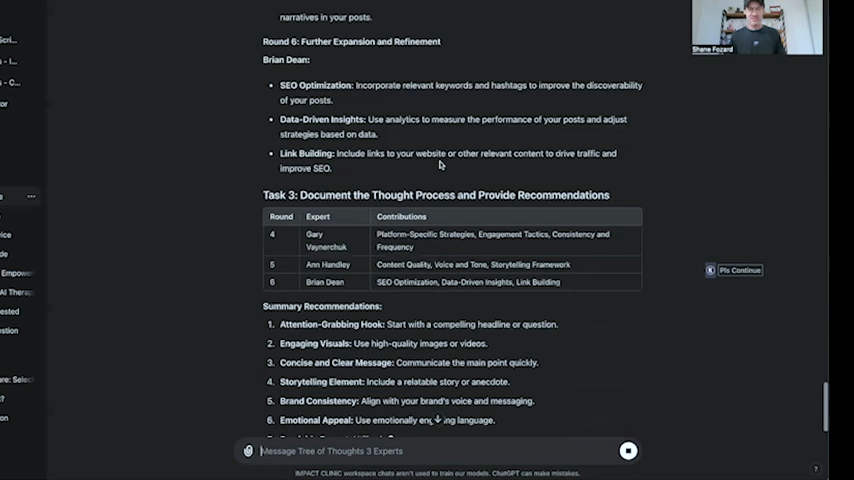 narratives in your posts.
Shane Fozard
Round 6: Further Expansion and Refinement
Brian Dean:
SEO Optimization: Incorporate relevant keywords and hashtags to improve the discoverability
of your posts.
Data-Driven Insights: Use analytics to measure the performance of your posts and adjust
strategies based on data.
Link Building: Include links to your website or other relevant content to drive traffic and
improve SEO.
Task 3: Document the Thought Process and Provide Recommendations
Round Expert Contributions
4 Gary Vaynerchuk Platform-Specific Strategies, Engagement Tactics, Consistency and
Frequency
5 Ann Handley Content Quality, Voice and Tone, Storytelling Framework
6 Brian Dean SEO Optimization, Data-Driven Insights, Link Building
K Pls Continue
Summary Recommendations:
1. Attention-Grabbing Hook: Start with a compelling headline or question.
2. Engaging Visuals: Use high-quality images or videos.
3. Concise and Clear Message: Communicate the main point quickly.
4. Storytelling Element: Include a relatable story or anecdote.
5. Brand Consistency: Align with your brand's voice and messaging.
6. Emotional Appeal: Use emotionally language.
Message Tree of Thoughts 3 Experts
IMPACT CLINIC workspace chats aren't used to train our models. ChatGPT can make mistakes.
?